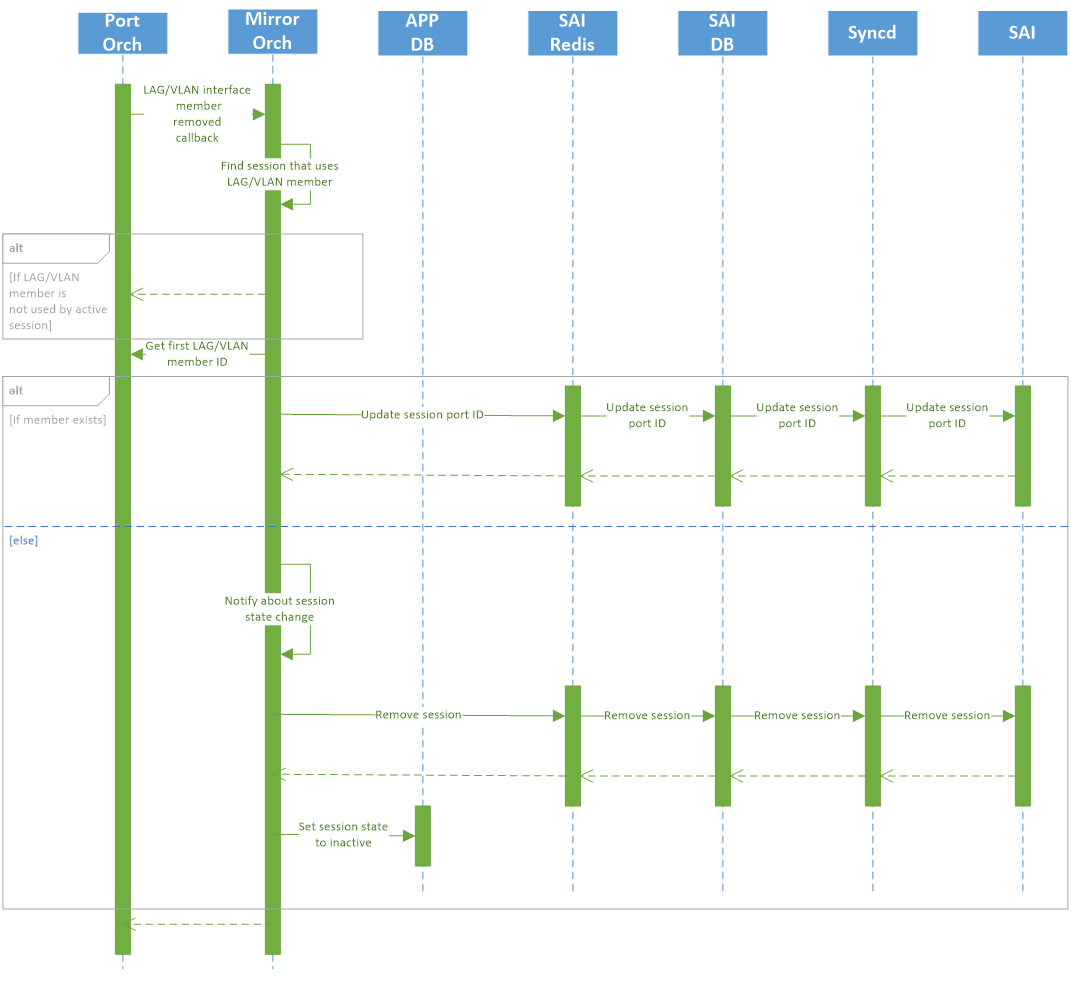 Port
Orch
Mirror
Orch
APP
DB
SAI
Redis
SAI
DB
Syncd
SAI
LAG/VLAN interface
member
removed
callback
Find session that uses
LAG/VLAN member
alt
[If LAG/VLAN
member is
not used by active
session]
Get first LAG/VLAN
member ID
alt
[if member exists]
Update session port ID
Update session
port ID
Update session
port ID
Update session
port ID
[else]
Notify about session
state change
Remove session
Remove session
Remove session
Remove session
Set session state
to inactive